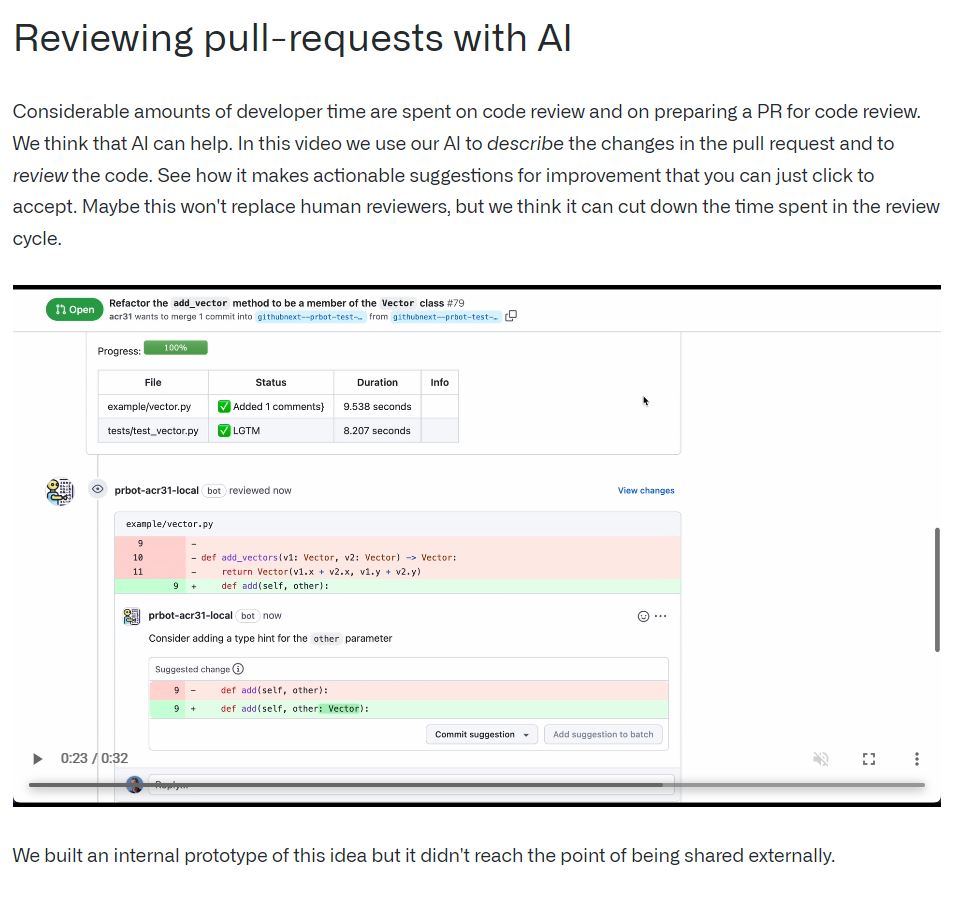 Reviewing pull-requests with AI
Considerable amounts of developer time are spent on code review and on preparing a PR for code review.
We think that AI can help. In this video we use our AI to describe the changes in the pull request and to
review the code. See how it makes actionable suggestions for improvement that you can just click to
accept. Maybe this won't replace human reviewers, but we think it can cut down the time spent in the review
cycle.
Open
Refactor the add_vector method to be a member of the Vector class #79
acr31 wants to merge 1 commit into githubnext--prbot-test-… from githubnext--prbot-test-…
Progress: 100%
File Status Duration Info
example/vector.py ✅ Added 1 comments} 9.538 seconds
tests/test_vector.py ✅ LGTM 8.207 seconds
prbot-acr31-local bot reviewed now View changes
example/vector.py
9 -
10 - def add_vectors(v1: Vector, v2: Vector) -> Vector:
11 - return Vector(v1.x + v2.x, v1.y + v2.y)
9 + def add(self, other):
prbot-acr31-local bot now
Consider adding a type hint for the other parameter
Suggested change
9 - def add(self, other):
9 + def add(self, other: Vector):
Commit suggestion Add suggestion to batch
0:23 / 0:32
Reply...
We built an internal prototype of this idea but it didn't reach the point of being shared externally.